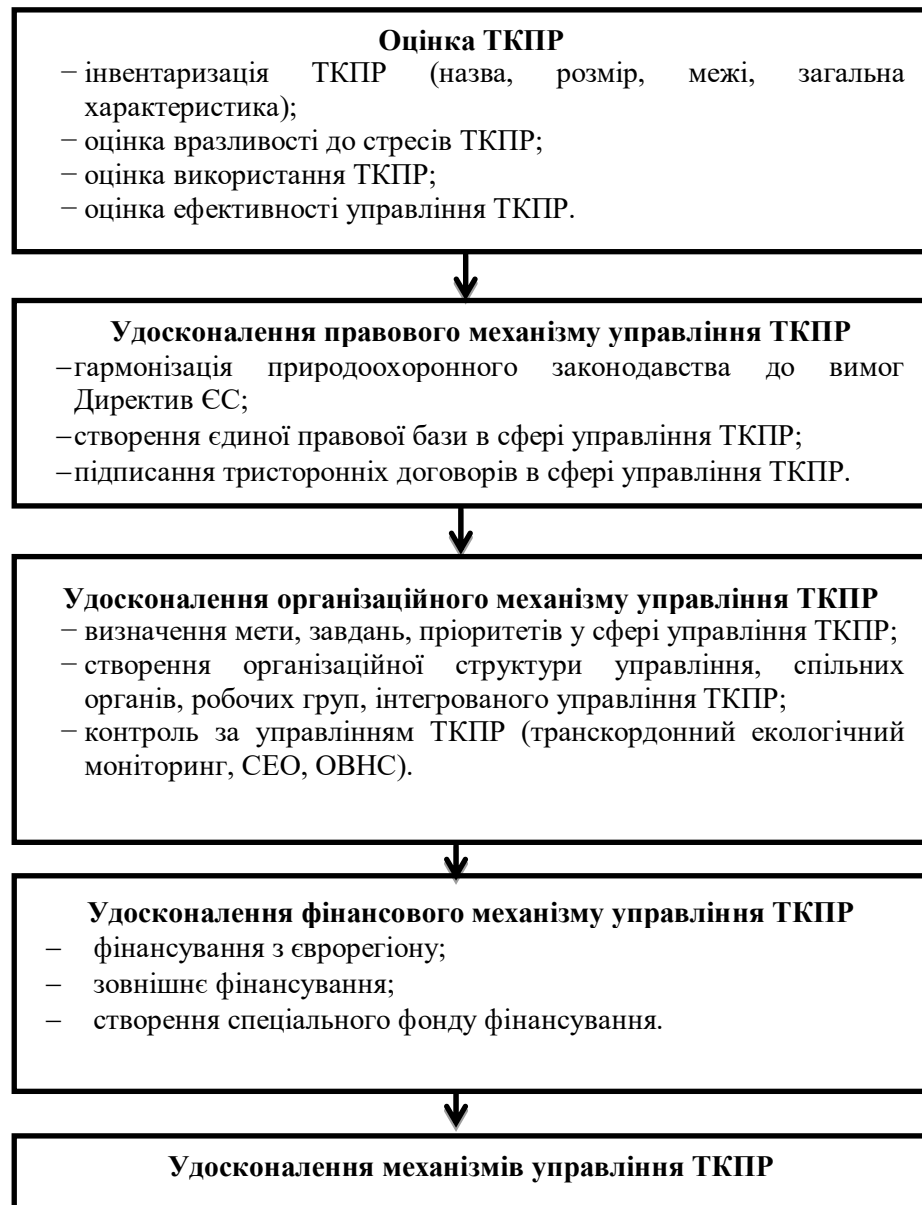 Оцінка ТКПР
− інвентаризація ТКПР (назва, розмір, межі, загальна
характеристика);
− оцінка вразливості до стресів ТКПР;
− оцінка використання ТКПР;
− оцінка ефективності управління ТКПР.
Удосконалення правового механізму управління ТКПР
–гармонізація природоохоронного законодавства до вимог
Директив ЄС;
–створення єдиної правової бази в сфері управління ТКПР;
–підписання тристоронніх договорів в сфері управління ТКПР.
Удосконалення організаційного механізму управління ТКПР
− визначення мети, завдань, пріоритетів у сфері управління ТКПР;
− створення організаційної структури управління, спільних
органів, робочих груп, інтегрованого управління ТКПР;
− контроль за управлінням ТКПР (транскордонний екологічний
моніторинг, СЕО, ОВНС).
Удосконалення фінансового механізму управління ТКПР
– фінансування з єврорегіону;
– зовнішнє фінансування;
– створення спеціального фонду фінансування.
Удосконалення механізмів управління ТКПР